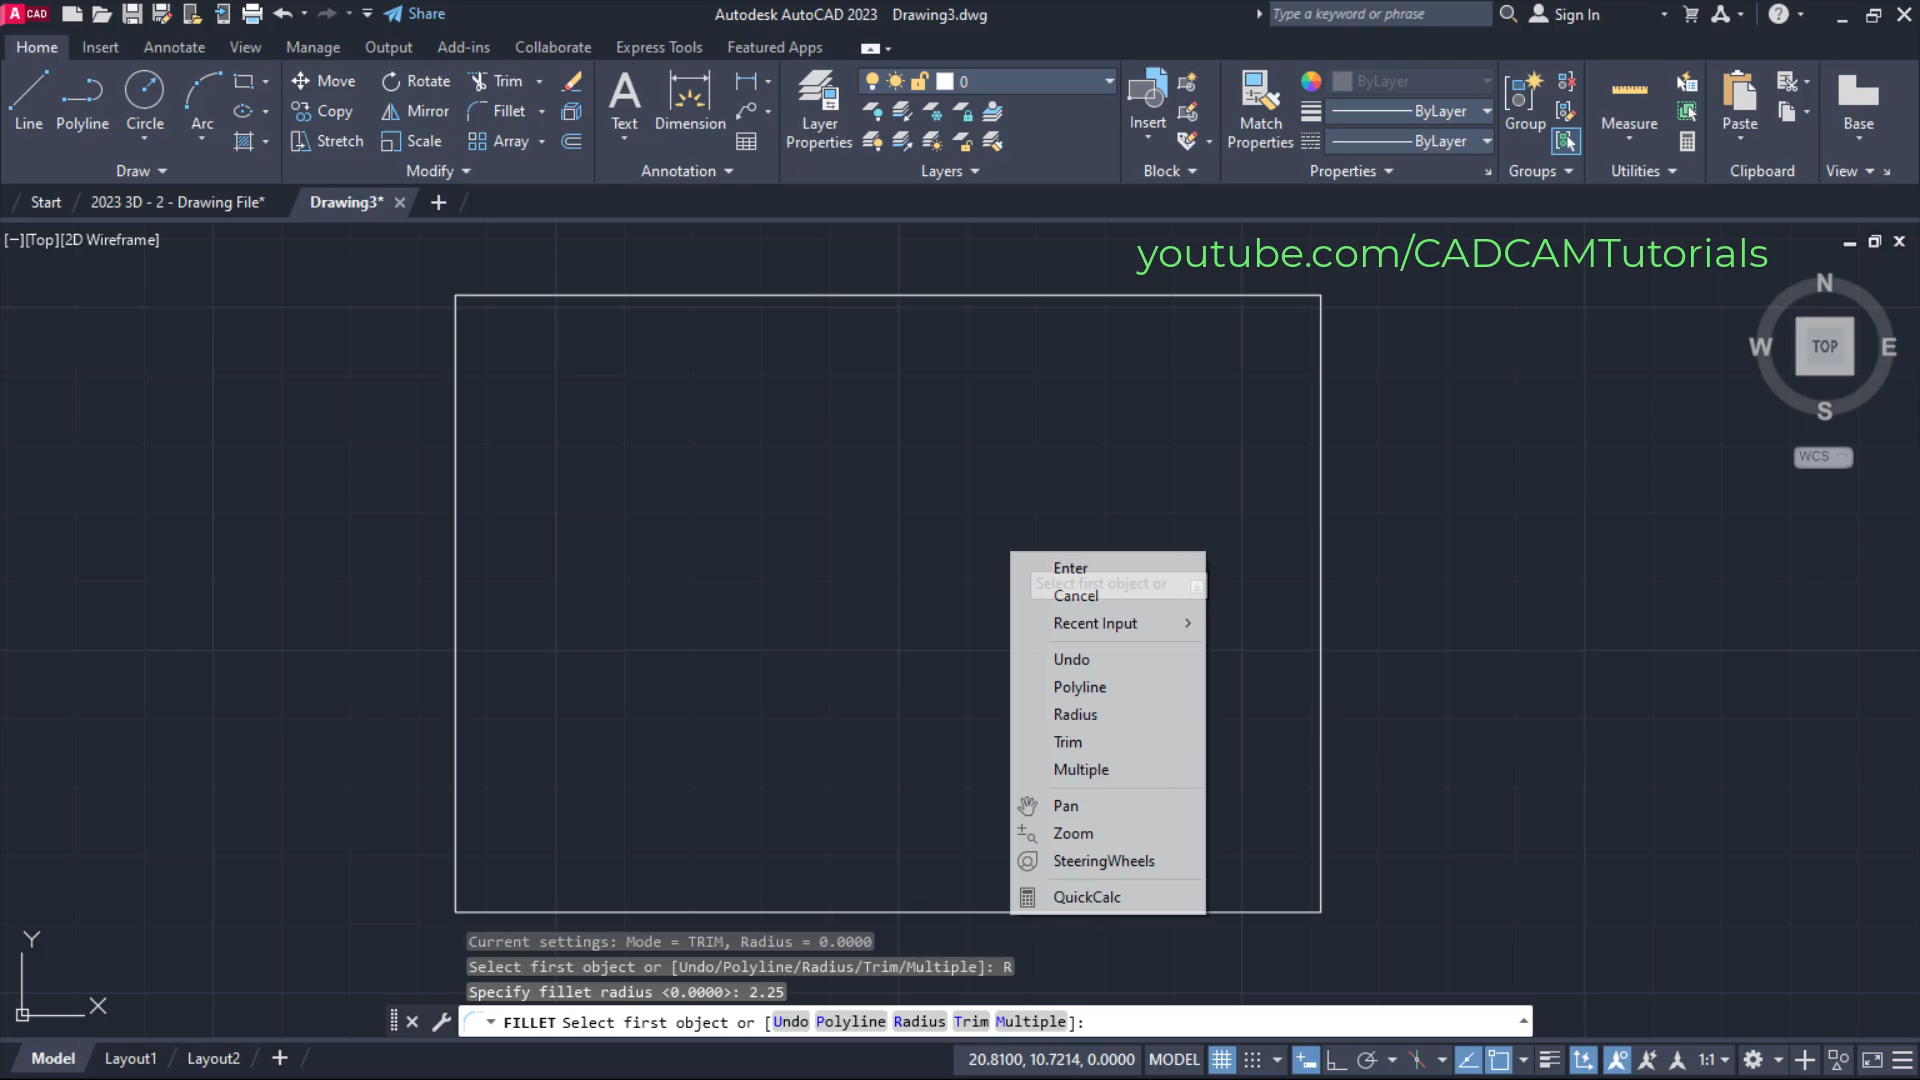 A CAD Share Autodesk AutoCAD 2023 Drawing3.dwg Type a keyword or phrase Sign In
Home Insert Annotate View Manage Output Add-ins Collaborate Express Tools Featured Apps
Move Rotate Trim 0 ByLayer
Copy Mirror Fillet ByLayer
Line Polyline Circle Arc Text Dimension Layer Properties Insert Match Properties Group Measure Paste Base
Stretch Scale Array ByLayer
Draw Modify Annotation Layers Block Properties Groups Utilities Clipboard View
Start 2023 3D - 2 - Drawing File* Drawing3*
[−][Top][2D Wireframe]
youtube.com/CADCAMTutorials
N
W TOP E
S
WCS
Enter
Select first object or
Cancel
Recent Input
Undo
Polyline
Radius
Trim
Multiple
Pan
Zoom
SteeringWheels
QuickCalc
Y
X
Current settings: Mode = TRIM, Radius = 0.0000
Select first object or [Undo/Polyline/Radius/Trim/Multiple]: R
Specify fillet radius <0.0000>: 2.25
FILLET Select first object or [Undo Polyline Radius Trim Multiple]:
Model Layout1 Layout2 20.8100, 10.7214, 0.0000 MODEL 1:1